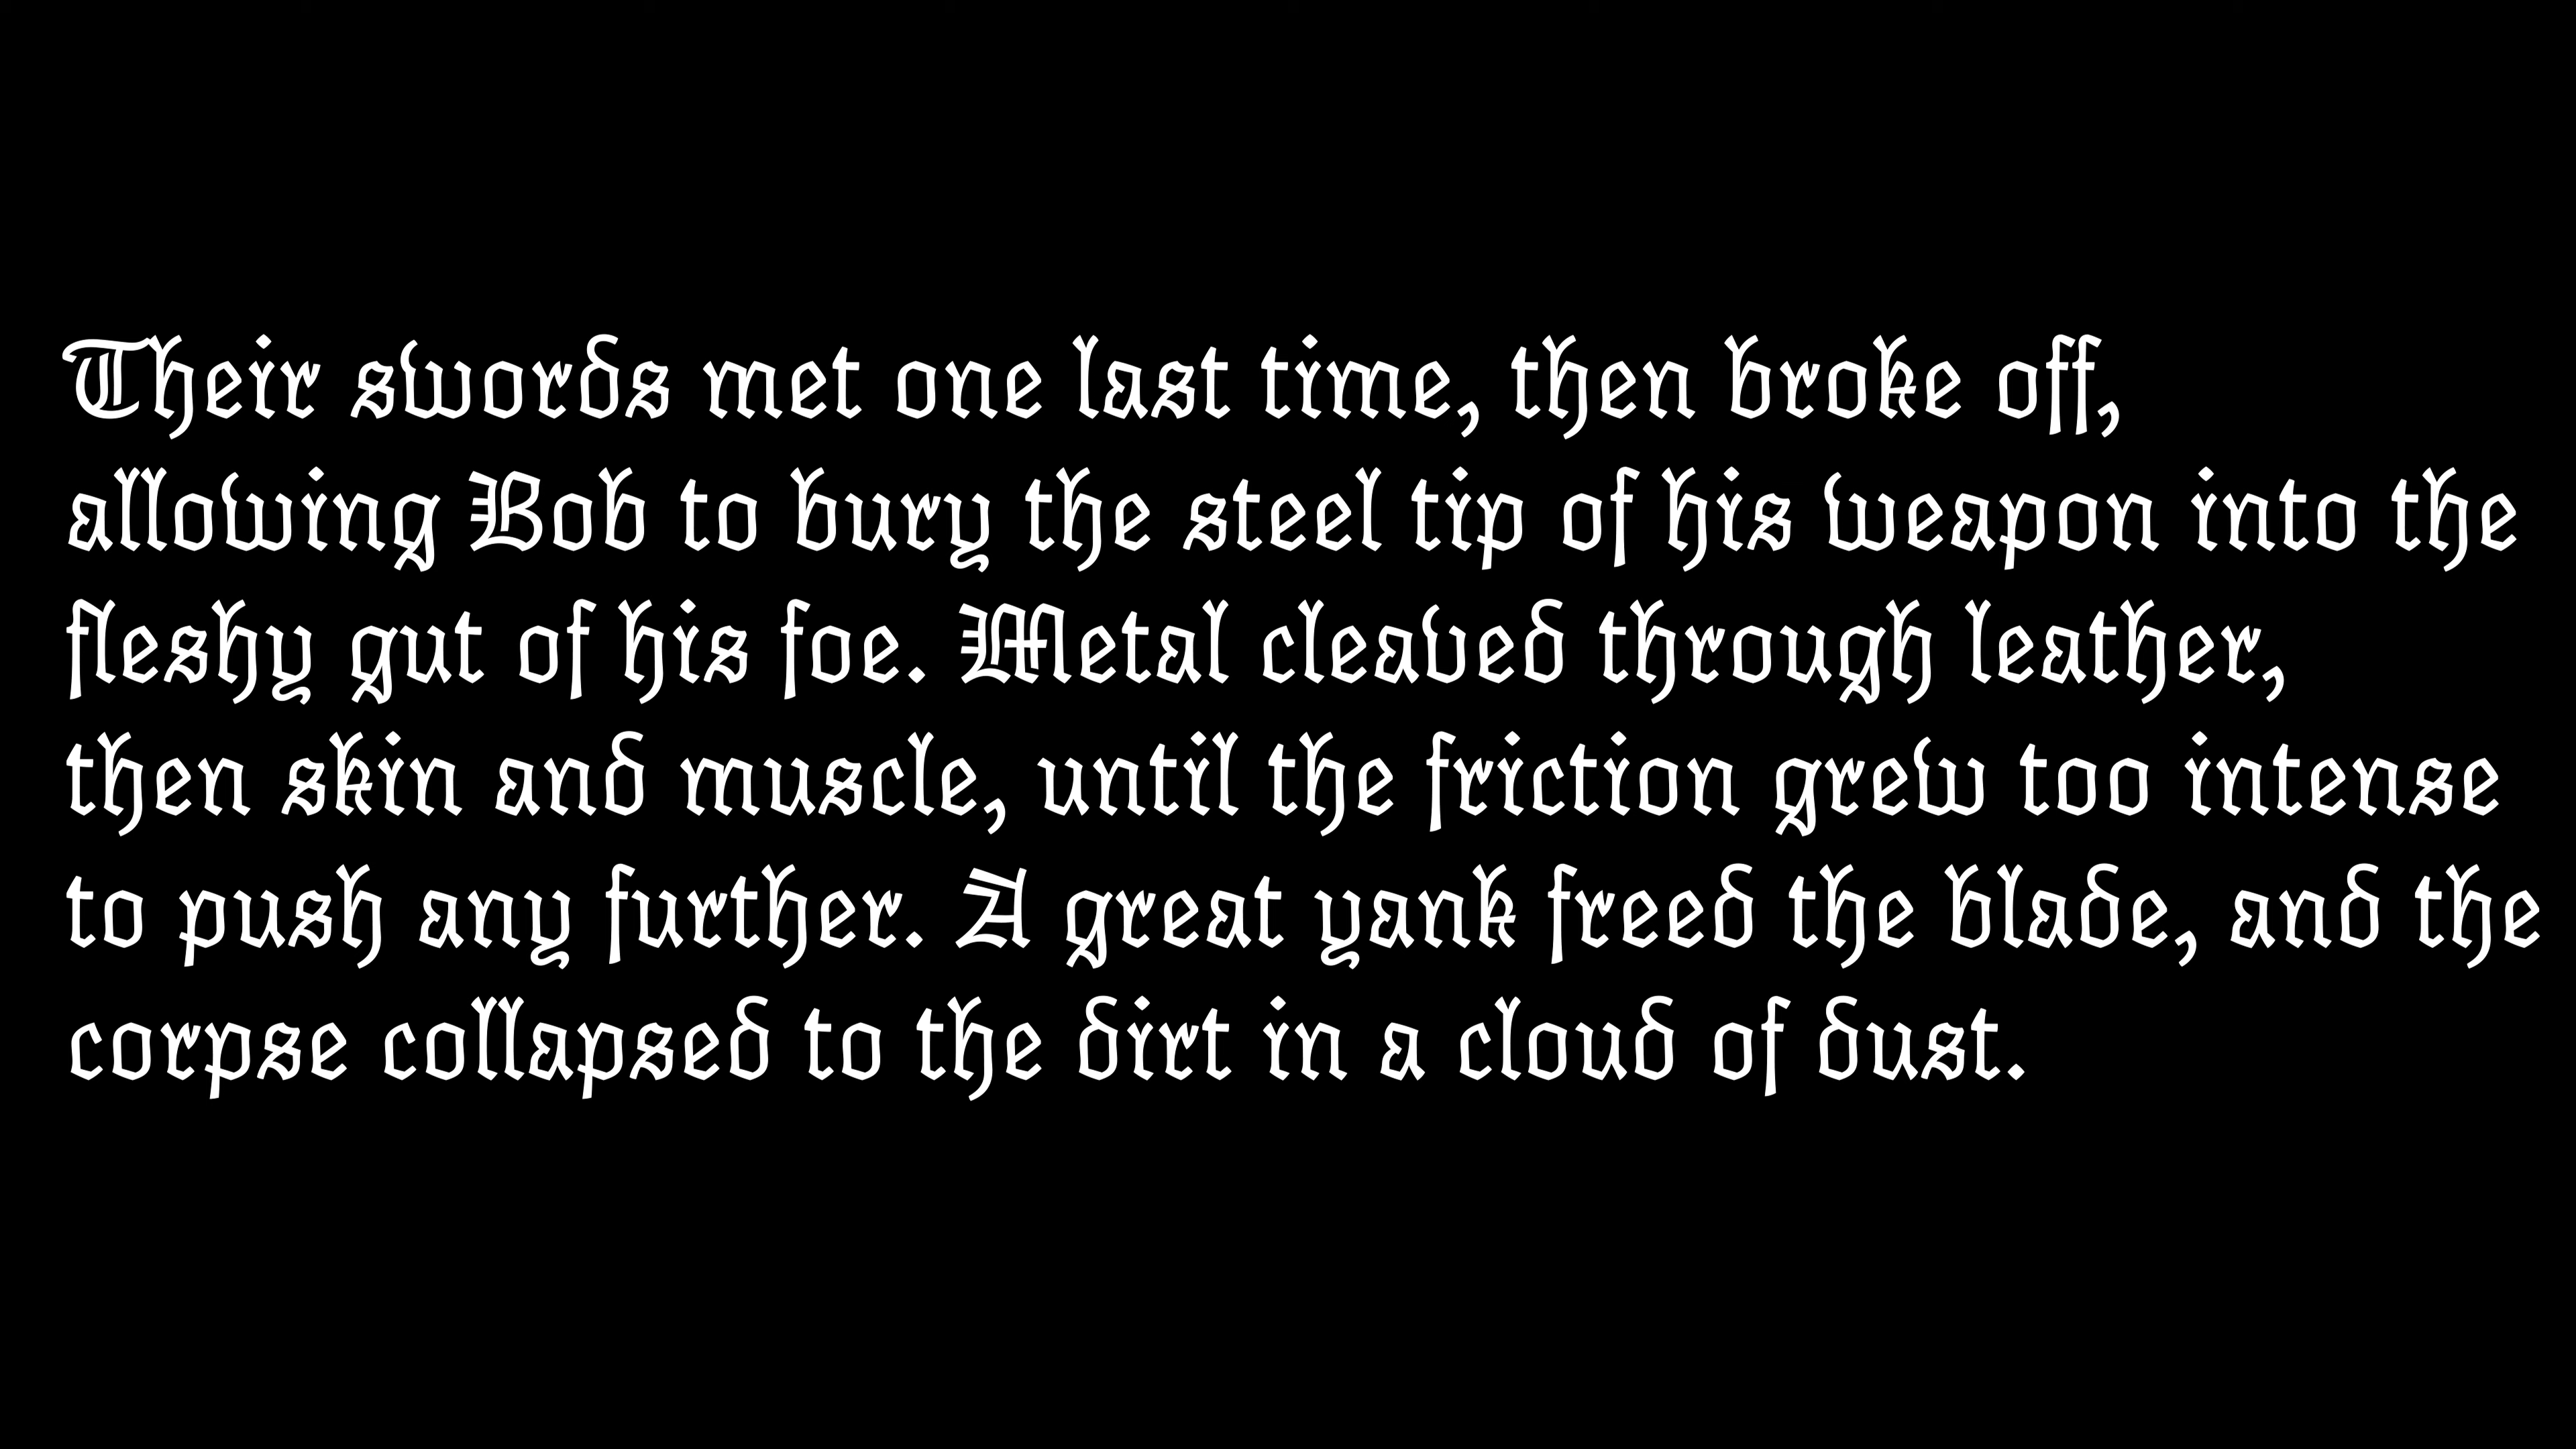 Their swords met one last time, then broke off,
allowing Bob to bury the steel tip of his weapon into the
fleshy gut of his foe. Metal cleaved through leather,
then skin and muscle, until the friction grew too intense
to push any further. A great yank freed the blade, and the
corpse collapsed to the dirt in a cloud of dust.